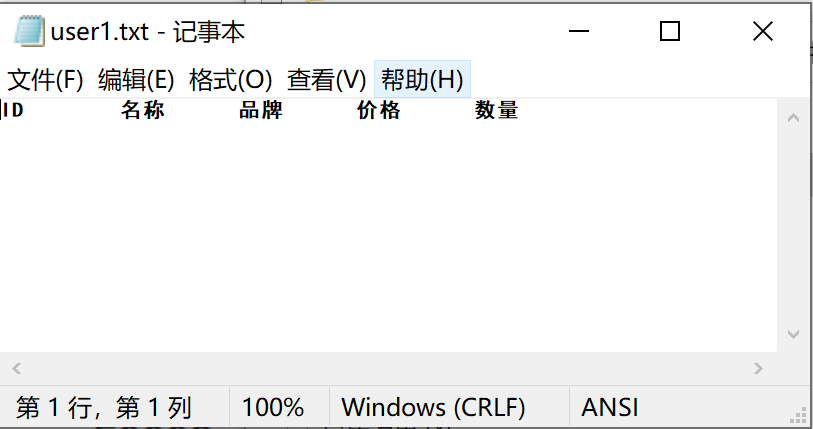 user1.txt - 记事本
文件(F) 编辑(E) 格式(O) 查看(V) 帮助(H)
ID 名称 品牌 价格 数量
第 1 行，第 1 列 100% Windows (CRLF) ANSI